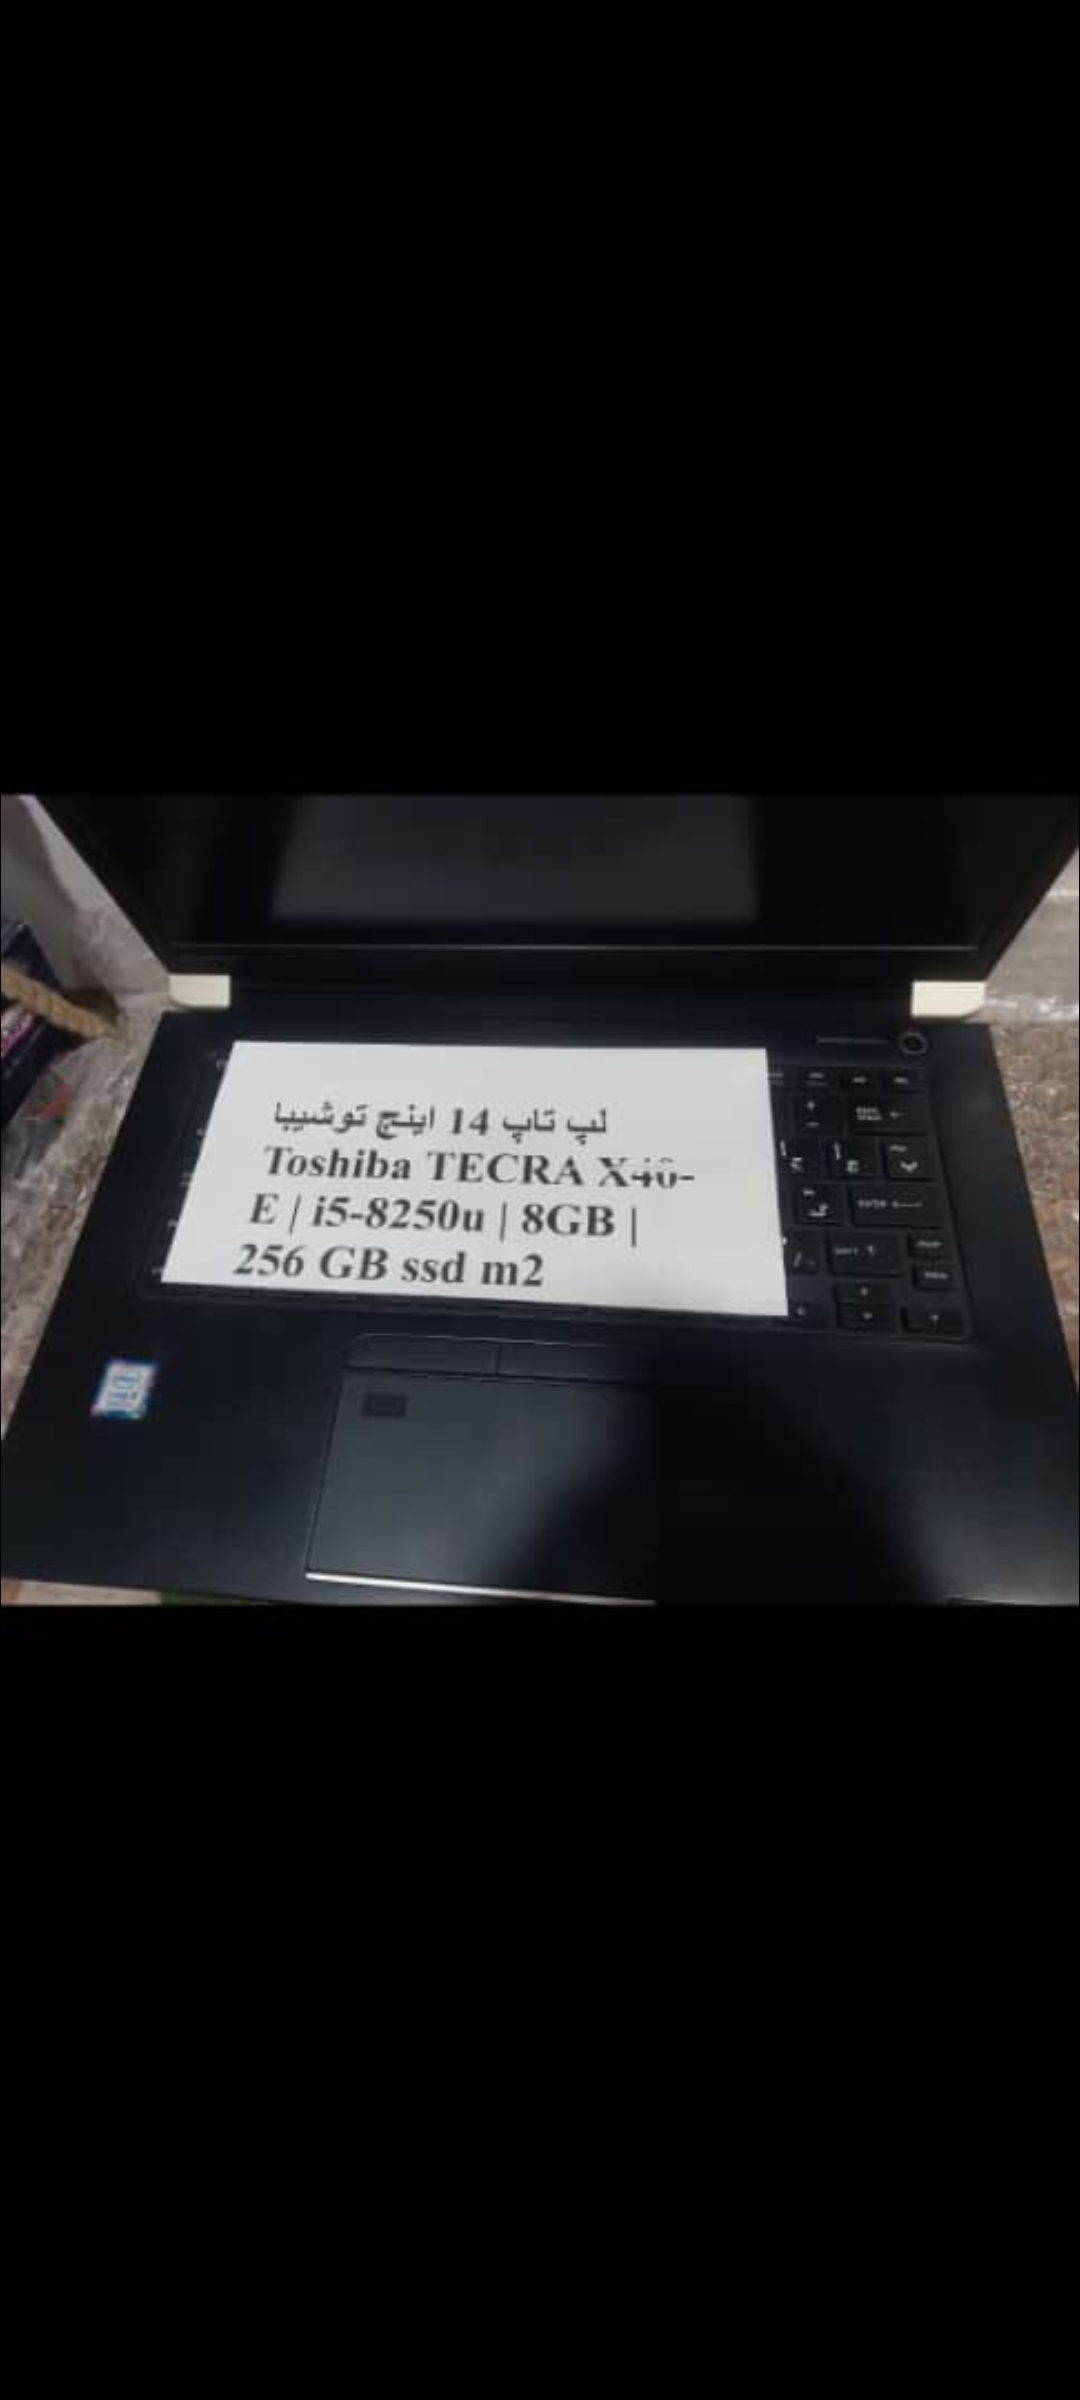 لپ تاپ 14 اینچ توشیبا
Toshiba TECRA X40-
E | i5-8250u | 8GB |
256 GB ssd m2